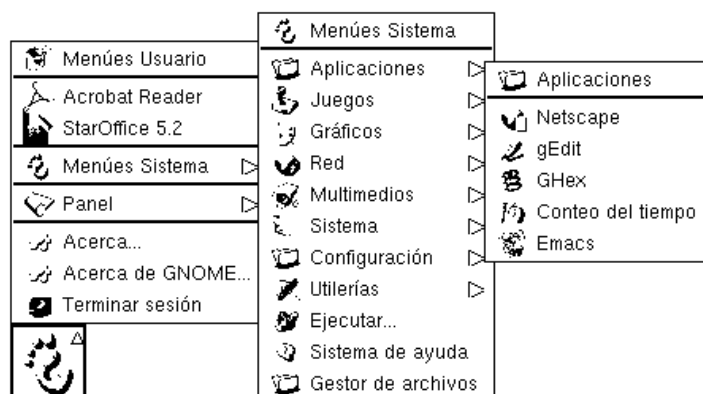 Menúes Usuario
Acrobat Reader
StarOffice 5.2
Menúes Sistema
Panel
Acerca...
Acerca de GNOME...
Terminar sesión
Menúes Sistema
Aplicaciones
Juegos
Gráficos
Red
Multimedios
Sistema
Configuración
Utilerías
Ejecutar...
Sistema de ayuda
Gestor de archivos
Aplicaciones
Netscape
gEdit
GHex
Conteo del tiempo
Emacs